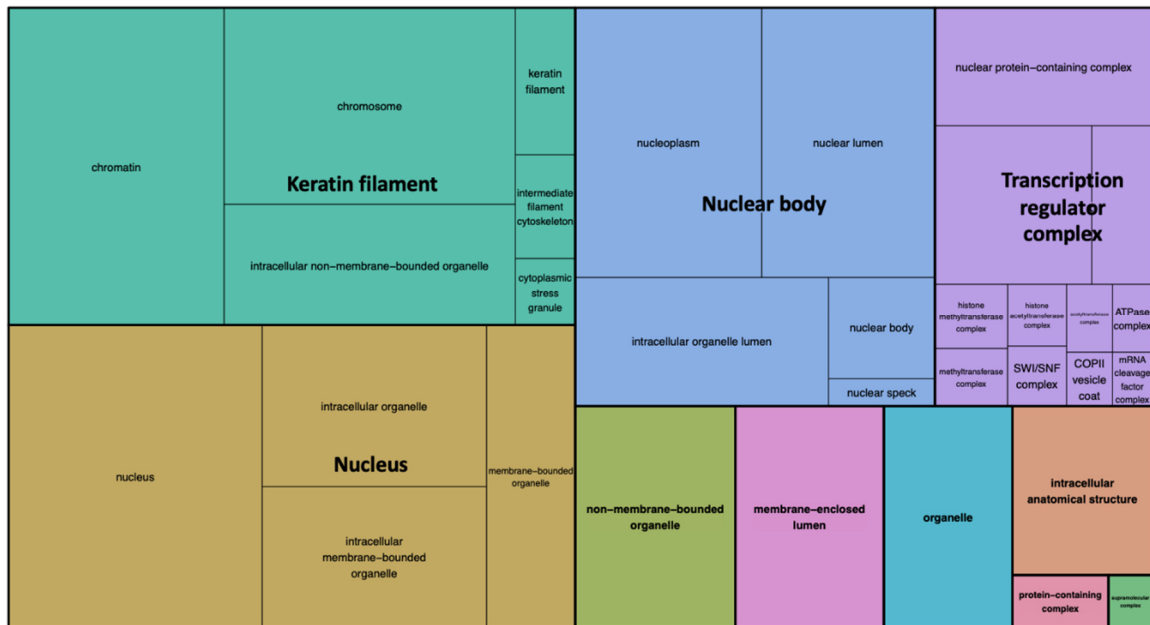 chromatin
chromosome
Keratin filament
intracellular non-membrane-bounded organelle
keratin
filament
intermediate
filament
cytoskeleton
cytoplasmic
stress
granule
nucleus
intracellular organelle
Nucleus
intracellular
membrane-bounded
organelle
membrane-bounded
organelle
nucleoplasm
nuclear lumen
Nuclear body
intracellular organelle lumen
nuclear body
nuclear speck
nuclear protein-containing complex
Transcription
regulator
complex
histone
methyltransferase
complex
histone
acetyltransferase
complex
acetyltransferase
complex
ATPase
complex
methyltransferase
complex
SWI/SNF
complex
COPII
vesicle
coat
mRNA
cleavage
factor
complex
non-membrane-bounded
organelle
membrane-enclosed
lumen
organelle
intracellular
anatomical structure
protein-containing
complex
supramolecular
complex